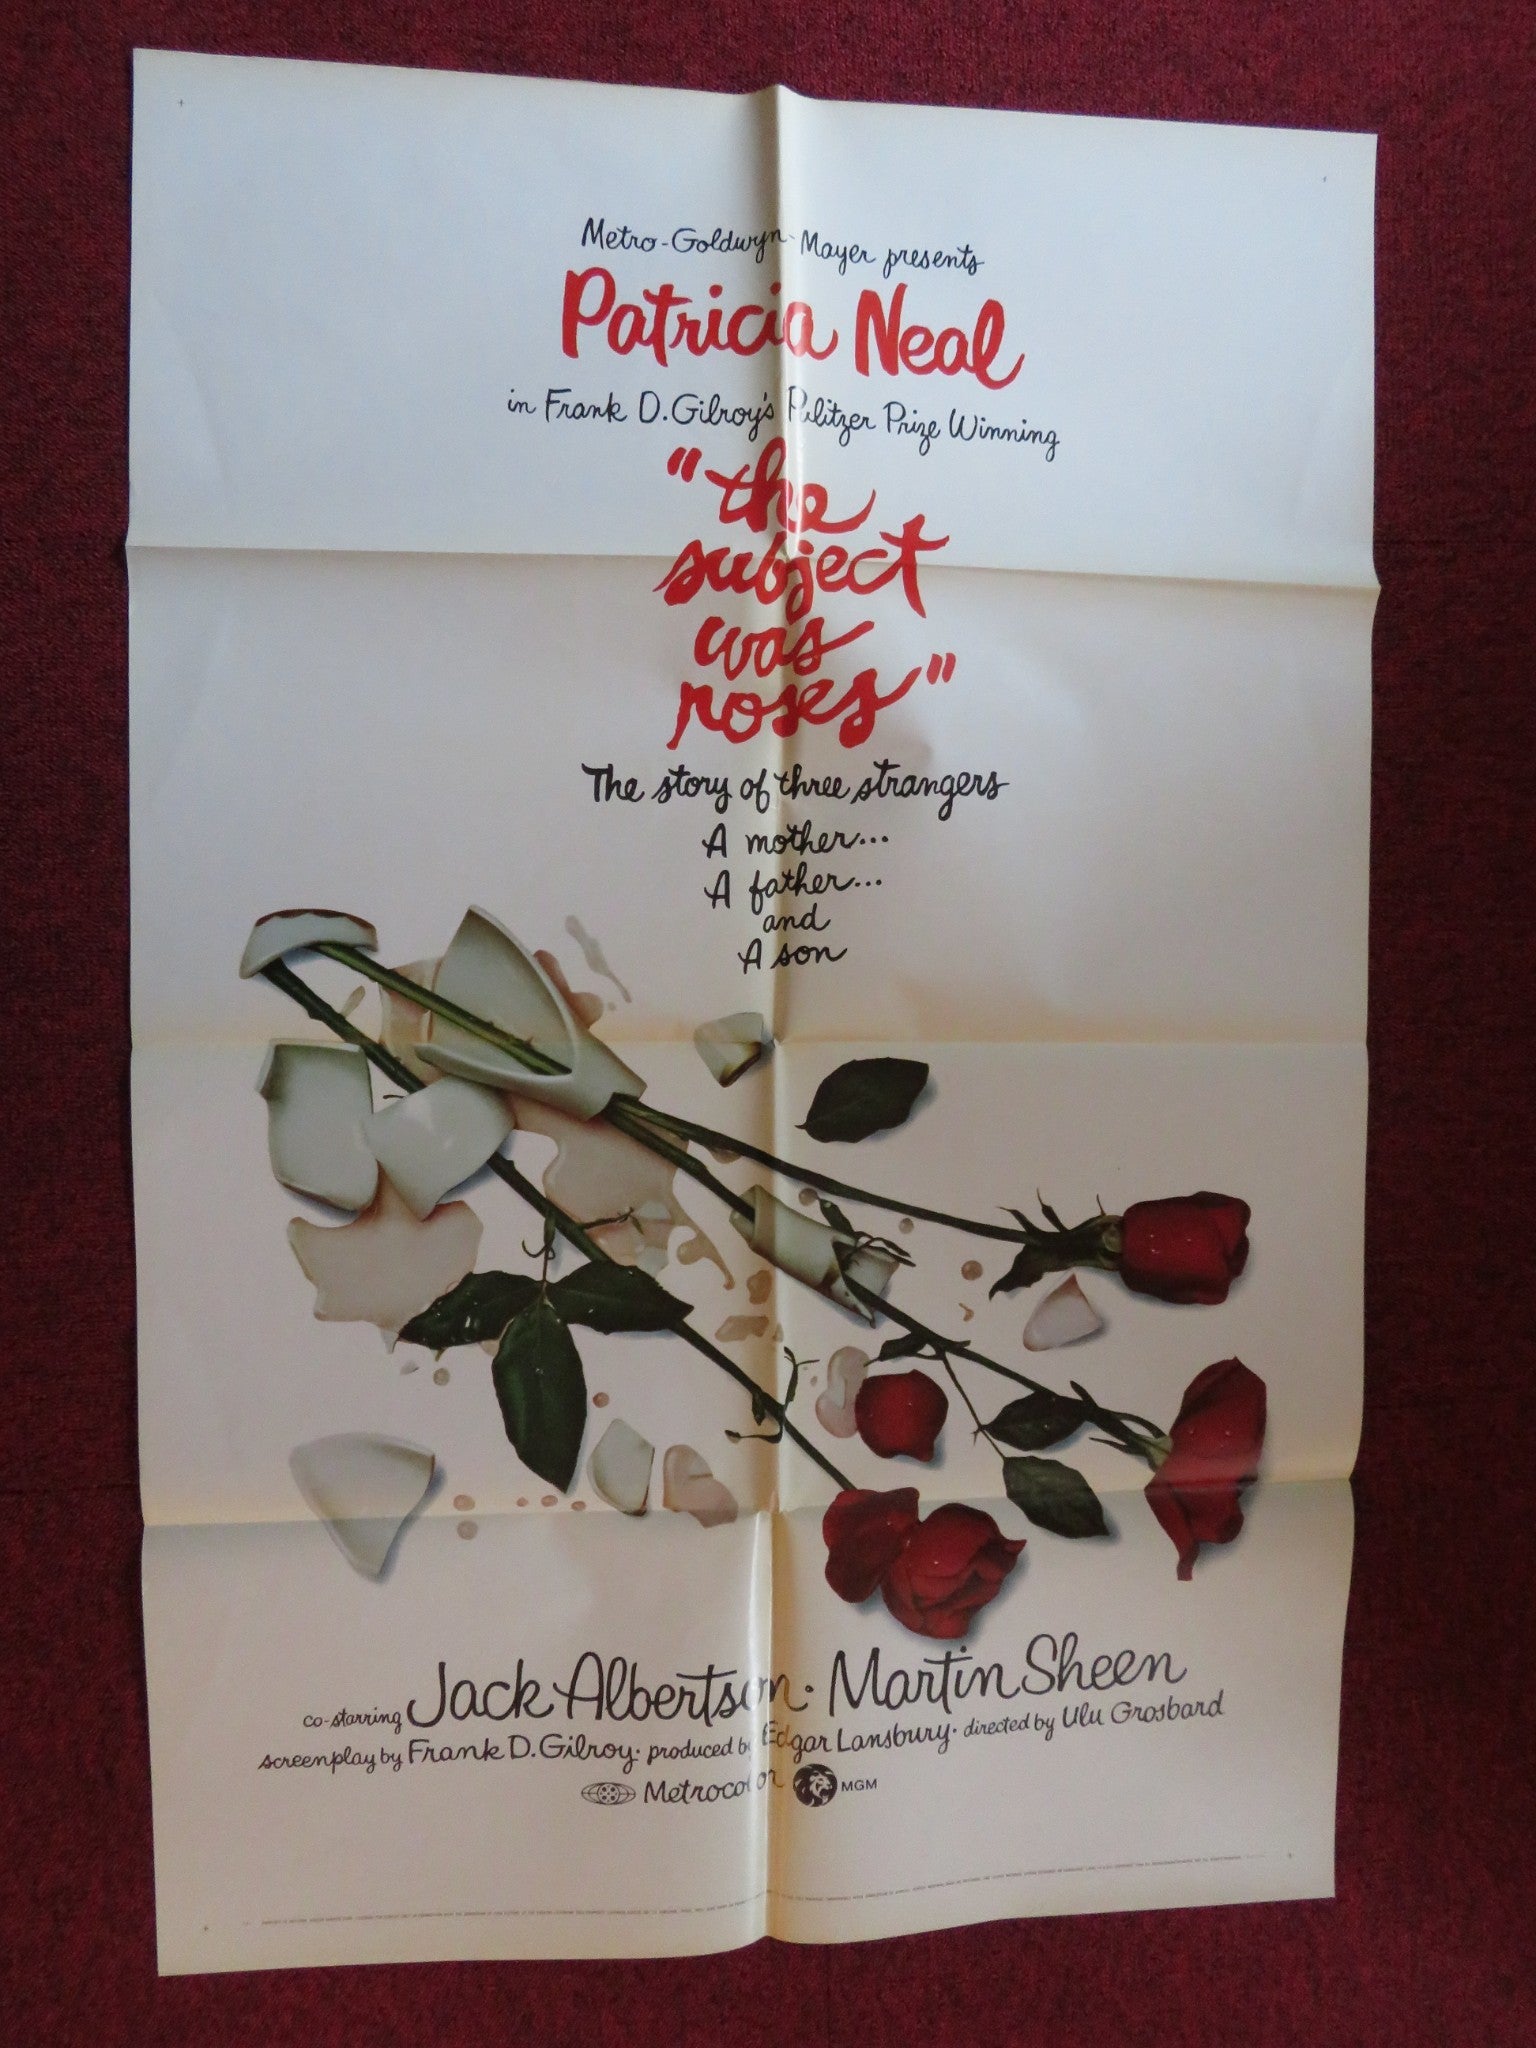 Metro-Goldwyn-Mayer presents
Patricia Neal
in Frank D. Gilroy's Pulitzer Prize Winning
"the
subject
was
roses"
The story of three strangers
A mother...
A father...
and
A son
co-starring Jack Albertson · Martin Sheen
screenplay by Frank D. Gilroy · produced by Edgar Lansbury · directed by Ulu Grosbard
Metrocolor MGM